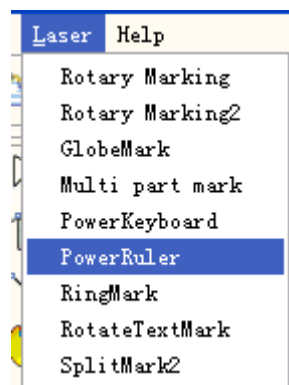 Laser Help
Rotary Marking
Rotary Marking2
GlobeMark
Multi part mark
PowerKeyboard
PowerRuler
RingMark
RotateTextMark
SplitMark2